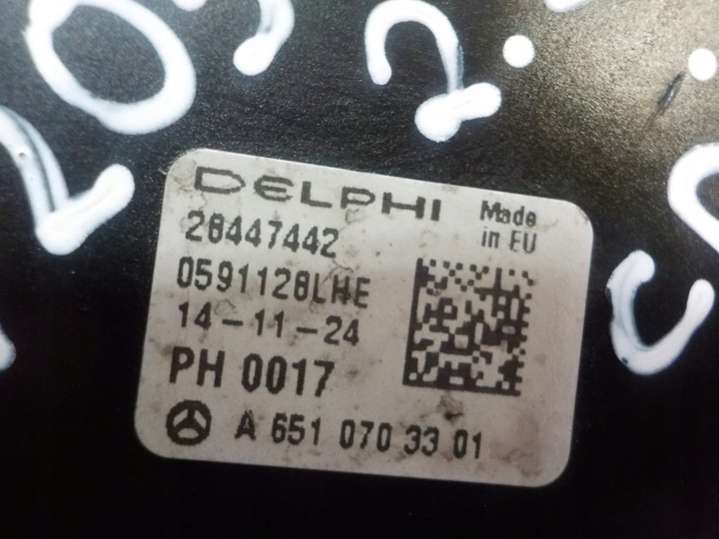 DELPHI
Made
in EU
28447442
0591128LHE
14-11-24
PH 0017
A 651 070 33 01